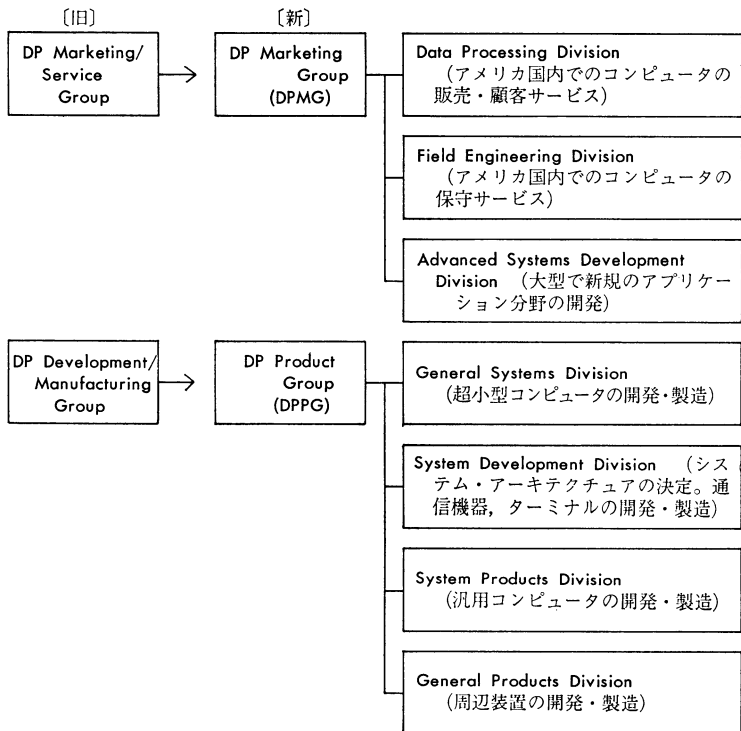 〔旧〕
〔新〕
DP Marketing/
Service
Group
DP Marketing
Group
(DPMG)
Data Processing Division
(アメリカ国内でのコンピュータの
販売・顧客サービス)
Field Engineering Division
(アメリカ国内でのコンピュータの
保守サービス)
Advanced Systems Development
Division (大型で新規のアプリケー
ション分野の開発)
DP Development/
Manufacturing
Group
DP Product
Group
(DPPG)
General Systems Division
(超小型コンピュータの開発・製造)
System Development Division (シス
テム・アーキテクチュアの決定。通
信機器,ターミナルの開発・製造)
System Products Division
(汎用コンピュータの開発・製造)
General Products Division
(周辺装置の開発・製造)